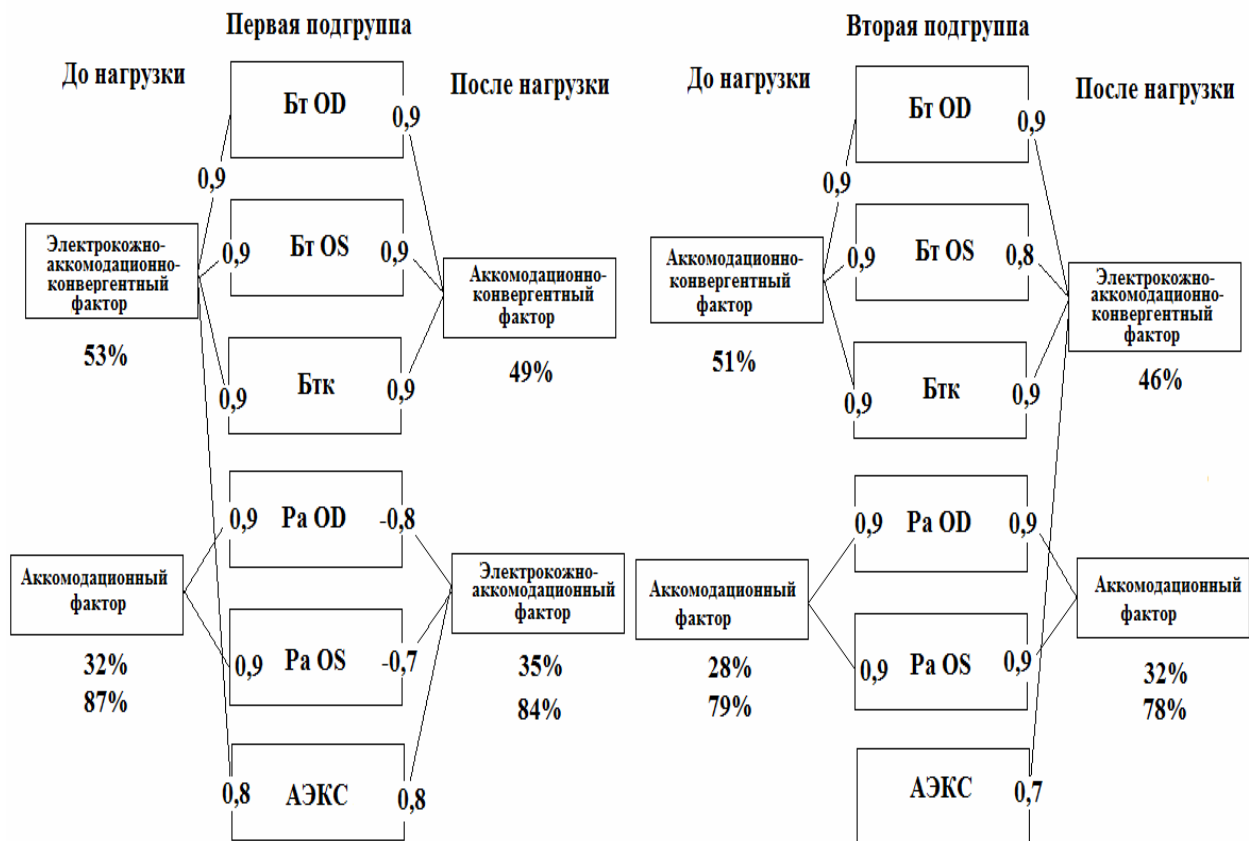 Первая подгруппа
До нагрузки
После нагрузки
Бт OD
0,9
0,9
Бт OS
0,9
0,9
Электрокожно-
аккомодационно-
конвергентный
фактор
53%
Аккомодационно-
конвергентный
фактор
49%
Бтк
0,9
0,9
Ра OD
0,9
-0,8
Аккомодационный
фактор
32%
87%
Электрокожно-
аккомодационный
фактор
35%
84%
Ра OS
0,9
-0,7
АЭКС
0,8
0,8
Вторая подгруппа
До нагрузки
После нагрузки
Бт OD
0,9
0,9
Бт OS
0,9
0,8
Аккомодационно-
конвергентный
фактор
51%
Электрокожно-
аккомодационно-
конвергентный
фактор
46%
Бтк
0,9
0,9
Ра OD
0,9
0,9
Аккомодационный
фактор
28%
79%
Аккомодационный
фактор
32%
78%
Ра OS
0,9
0,9
АЭКС
0,7